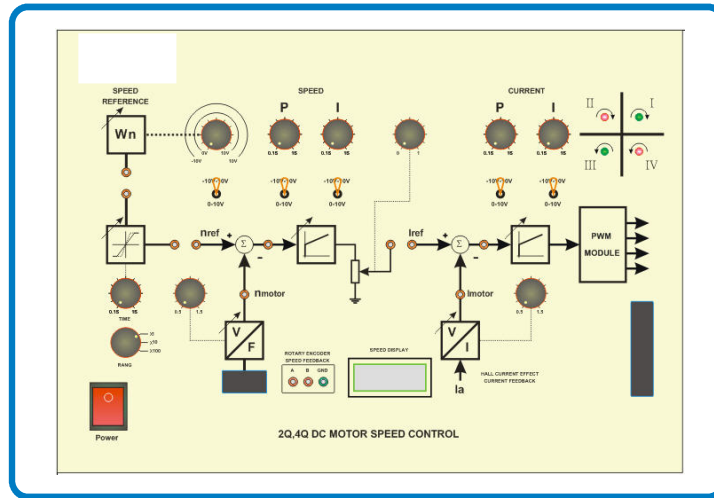 SPEED
REFERENCE
Wn
0V 10V
-10V 10V
SPEED
P I
0.1S 1S 0.1S 1S
0 1
CURRENT
P I
0.1S 1S 0.1S 1S
II I
III IV
-10V-10V
0-10V
-10V-10V
0-10V
-10V-10V
0-10V
-10V-10V
0-10V
-10V-10V
0-10V
nref + Σ -
Iref + Σ -
PWM
MODULE
nmotor
Imotor
0.1S 1S
TIME
0.5 1.5
0.5 1.5
X1
X10
X100
RANG
V
F
V
I
ROTARY ENCODER
SPEED FEEDBACK
A B GND
SPEED DISPLAY
Ia
HALL CURRENT EFFECT
CURRENT FEEDBACK
Power
2Q,4Q DC MOTOR SPEED CONTROL